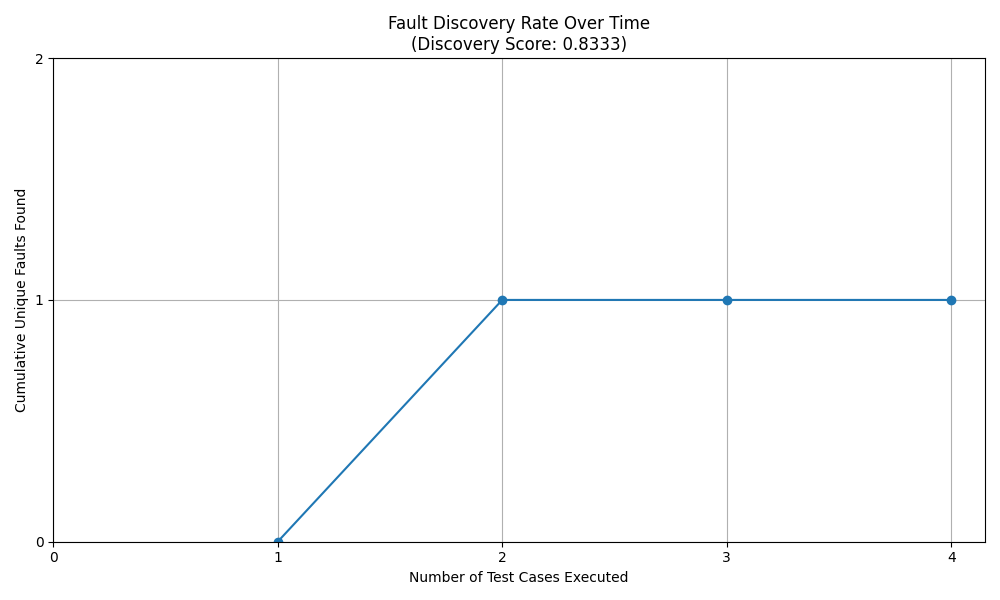 Fault Discovery Rate Over Time
(Discovery Score: 0.8333)
Cumulative Unique Faults Found
2
1
0
0 1 2 3 4
Number of Test Cases Executed